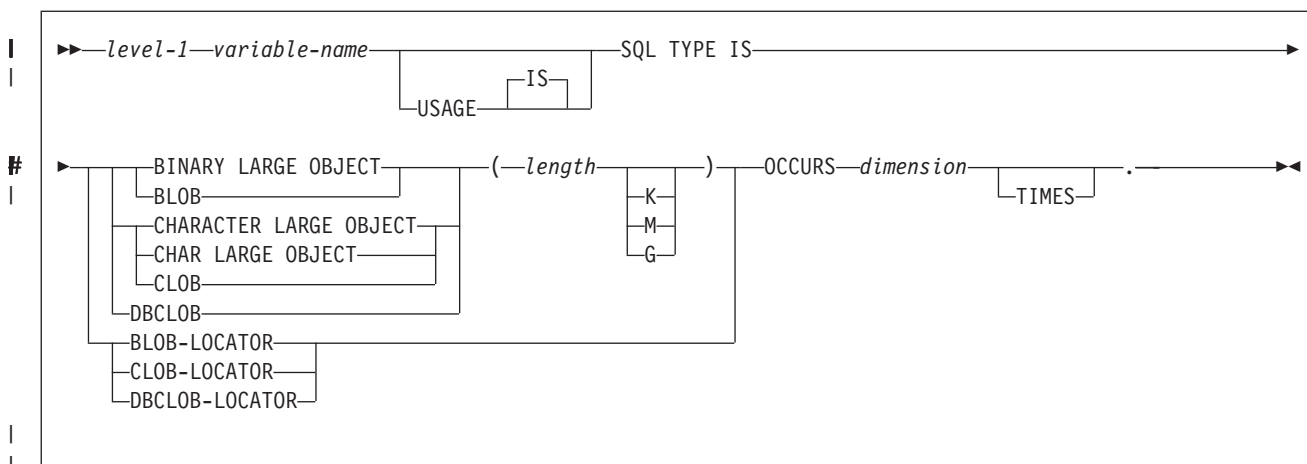 level-1 variable-name SQL TYPE IS
IS
USAGE
# BINARY LARGE OBJECT ( length ) OCCURS dimension .
BLOB K TIMES
CHARACTER LARGE OBJECT M
CHAR LARGE OBJECT G
CLOB
DBCLOB
BLOB-LOCATOR
CLOB-LOCATOR
DBCLOB-LOCATOR